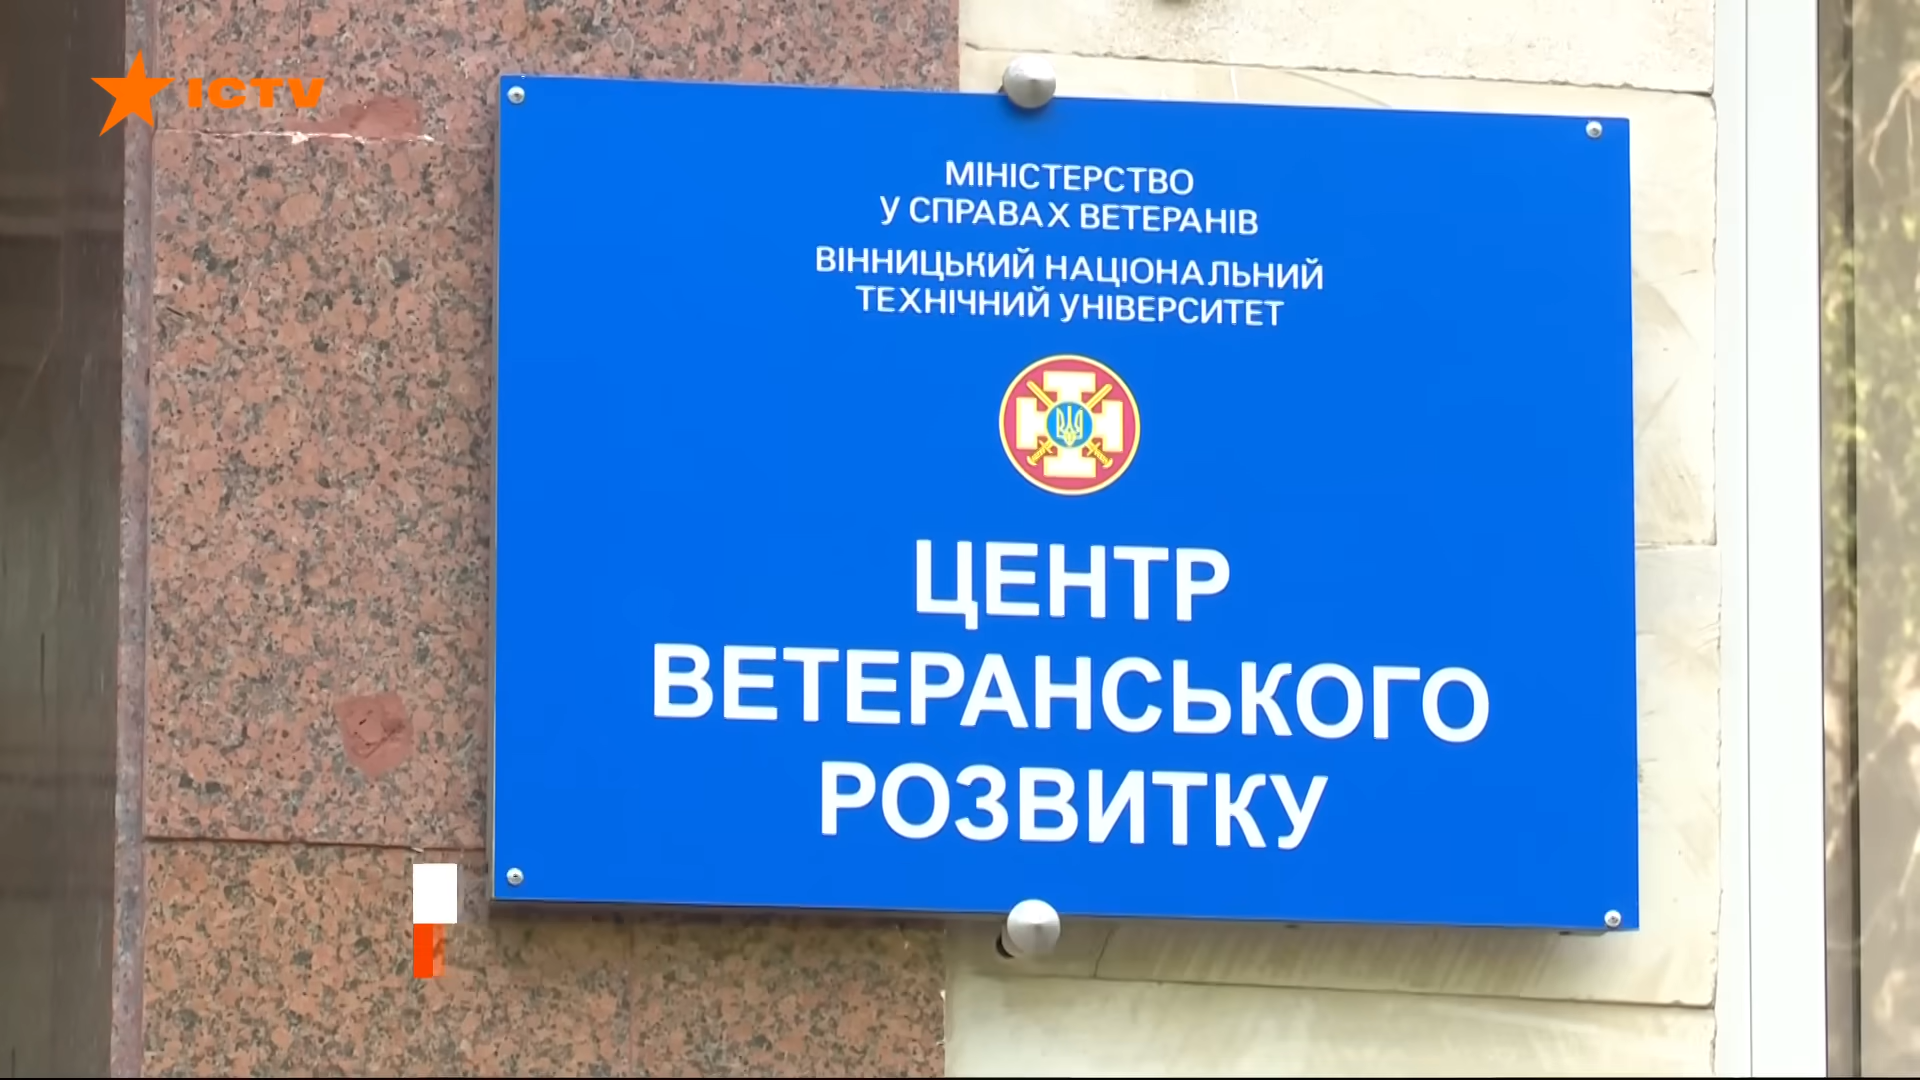 ICTV
МІНІСТЕРСТВО
У СПРАВАХ ВЕТЕРАНІВ
ВІННИЦЬКИЙ НАЦІОНАЛЬНИЙ
ТЕХНІЧНИЙ УНІВЕРСИТЕТ
ЦЕНТР
ВЕТЕРАНСЬКОГО
РОЗВИТКУ